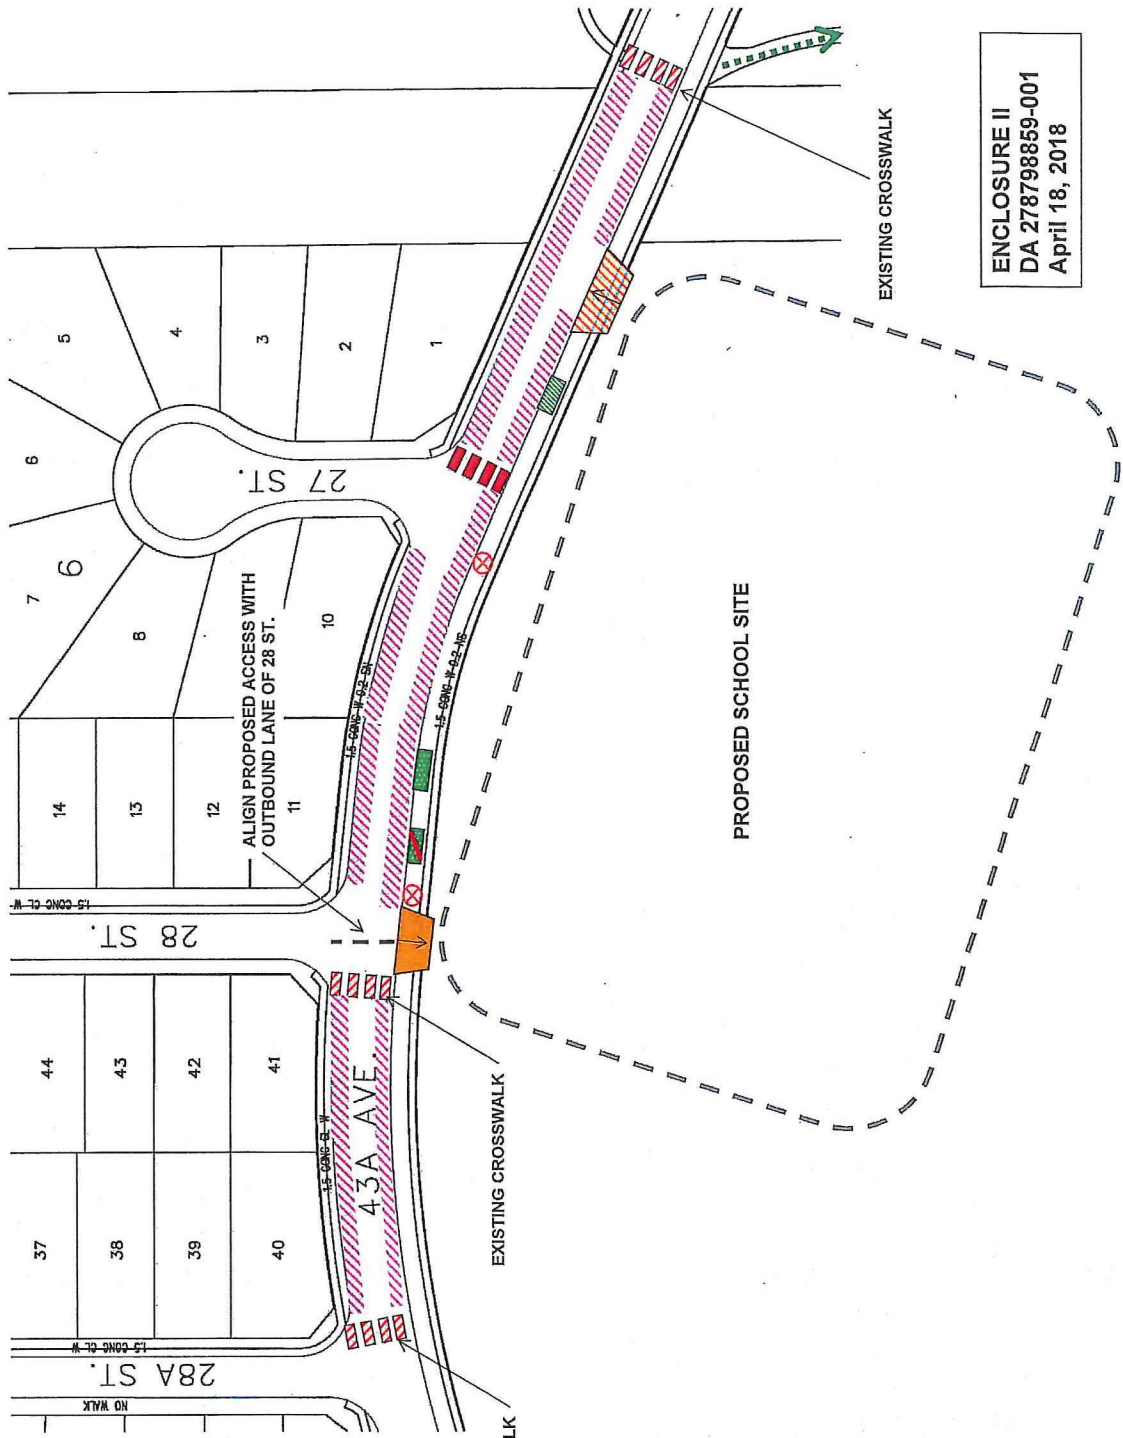 ENCLOSURE II
DA 278798859-001
April 18, 2018
EXISTING CROSSWALK
EXISTING CROSSWALK
LK
PROPOSED SCHOOL SITE
ALIGN PROPOSED ACCESS WITH
OUTBOUND LANE OF 28 ST.
43A AVE.
27 ST.
28 ST.
28A ST.
NO WALK
1.5 CONC CL W
1.5 CONC CL W
1.5 CONC CL W
5
4
3
2
1
6
7
9
8
10
14
13
12
11
44
43
42
41
37
38
39
40